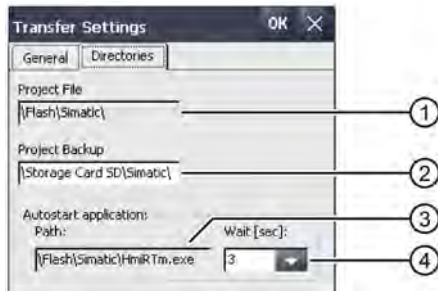 Transfer Settings OK
General Directories
Project File
\Flash\Simatic\
1
Project Backup
\Storage Card SD\Simatic\
2
Autostart application:
3
Path: Wait [sec]:
\Flash\Simatic\HmiRTm.exe 3
4